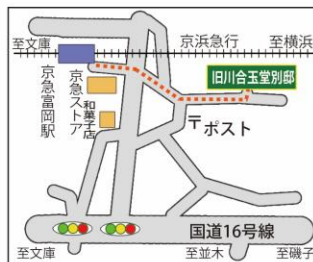 至文庫
京浜急行
至横浜
京急富岡駅
京急ストア
和菓子店
旧川合玉堂別邸
〒ポスト
国道16号線
至文庫
至並木
至磯子